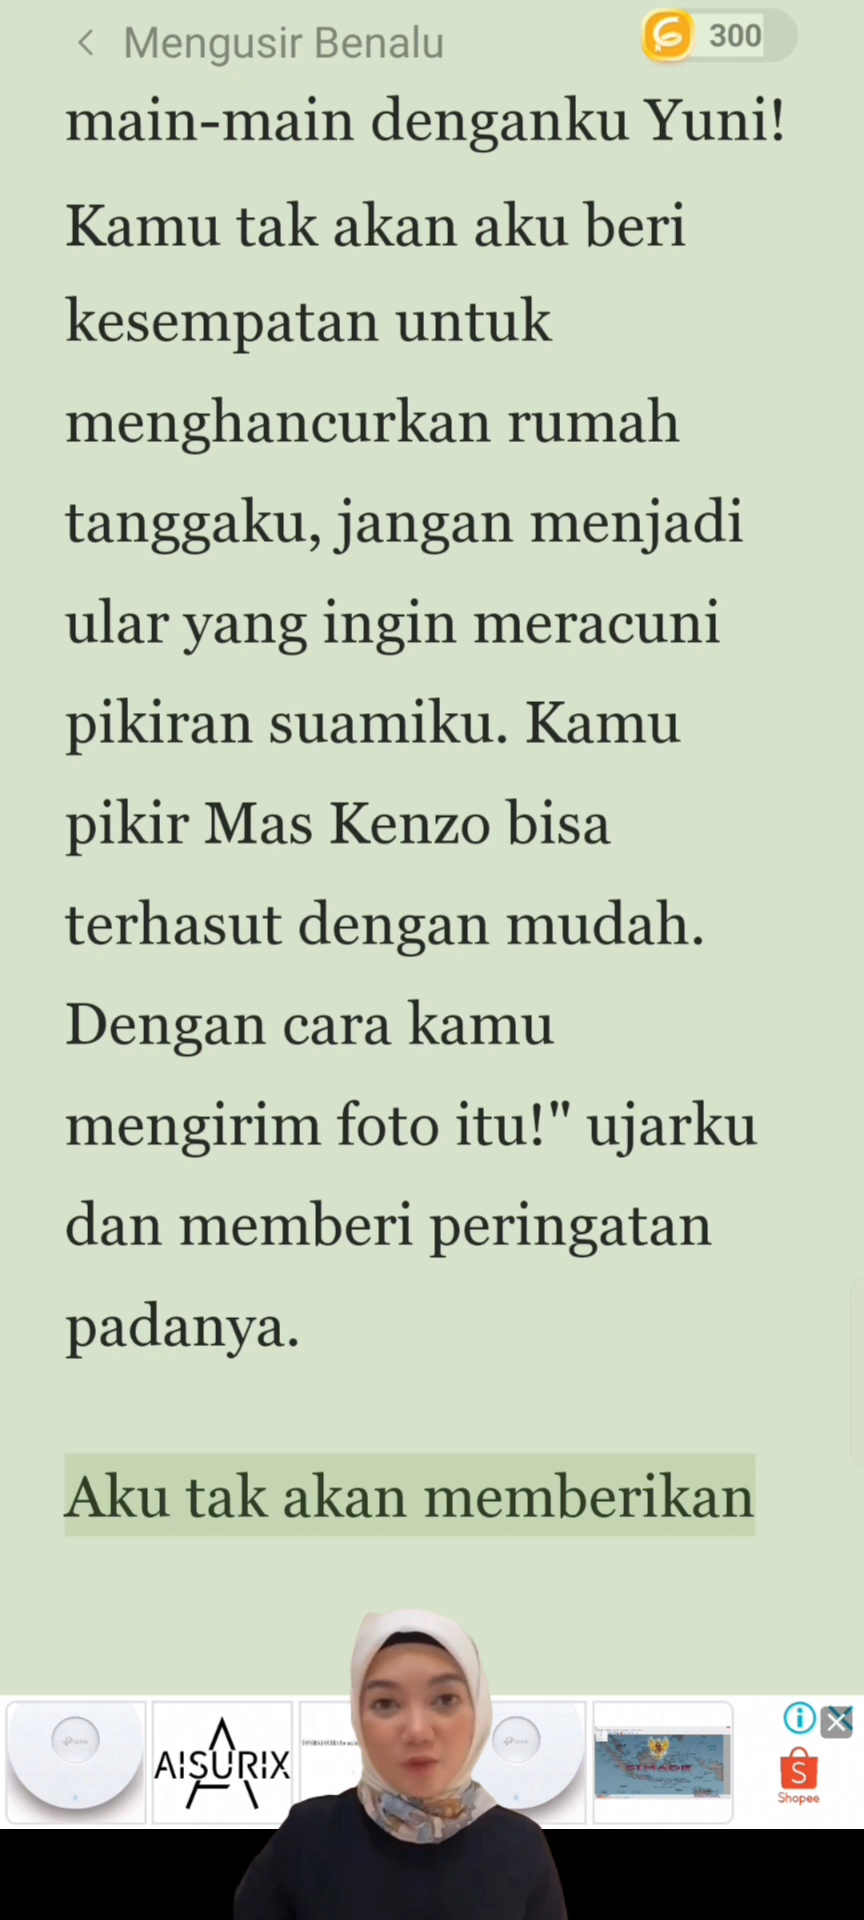 Mengusir Benalu
300
main-main denganku Yuni!
Kamu tak akan aku beri
kesempatan untuk
menghancurkan rumah
tanggaku, jangan menjadi
ular yang ingin meracuni
pikiran suamiku. Kamu
pikir Mas Kenzo bisa
terhasut dengan mudah.
Dengan cara kamu
mengirim foto itu!" ujarku
dan memberi peringatan
padanya.
Aku tak akan memberikan
AISURIX
Shopee